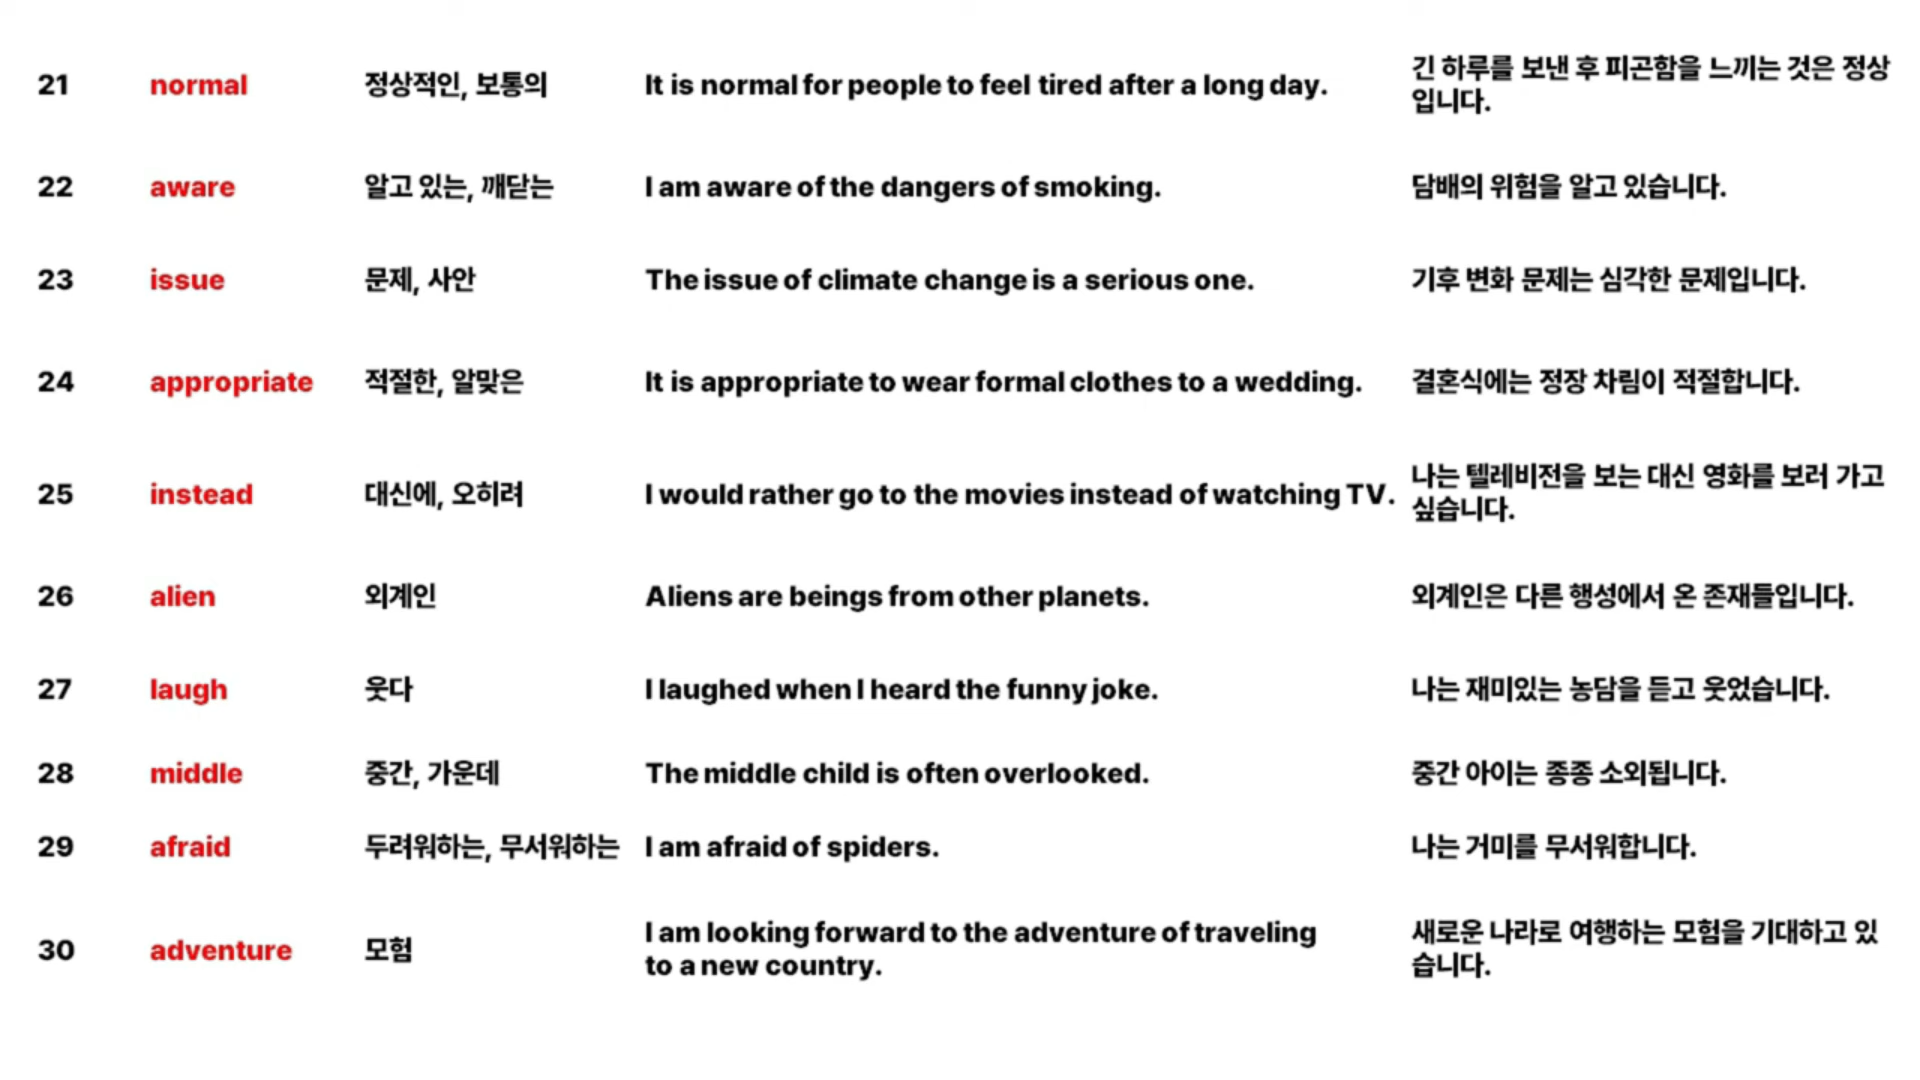 21 normal 정상적인, 보통의 It is normal for people to feel tired after a long day. 긴 하루를 보낸 후 피곤함을 느끼는 것은 정상
입니다.
22 aware 알고 있는, 깨닫는 I am aware of the dangers of smoking. 담배의 위험을 알고 있습니다.
23 issue 문제, 사안 The issue of climate change is a serious one. 기후 변화 문제는 심각한 문제입니다.
24 appropriate 적절한, 알맞은 It is appropriate to wear formal clothes to a wedding. 결혼식에는 정장 차림이 적절합니다.
25 instead 대신에, 오히려 I would rather go to the movies instead of watching TV. 나는 텔레비전을 보는 대신 영화를 보러 가고
싶습니다.
26 alien 외계인 Aliens are beings from other planets. 외계인은 다른 행성에서 온 존재들입니다.
27 laugh 웃다 I laughed when I heard the funny joke. 나는 재미있는 농담을 듣고 웃었습니다.
28 middle 중간, 가운데 The middle child is often overlooked. 중간 아이는 종종 소외됩니다.
29 afraid 두려워하는, 무서워하는 I am afraid of spiders. 나는 거미를 무서워합니다.
30 adventure 모험 I am looking forward to the adventure of traveling
to a new country. 새로운 나라로 여행하는 모험을 기대하고 있
습니다.